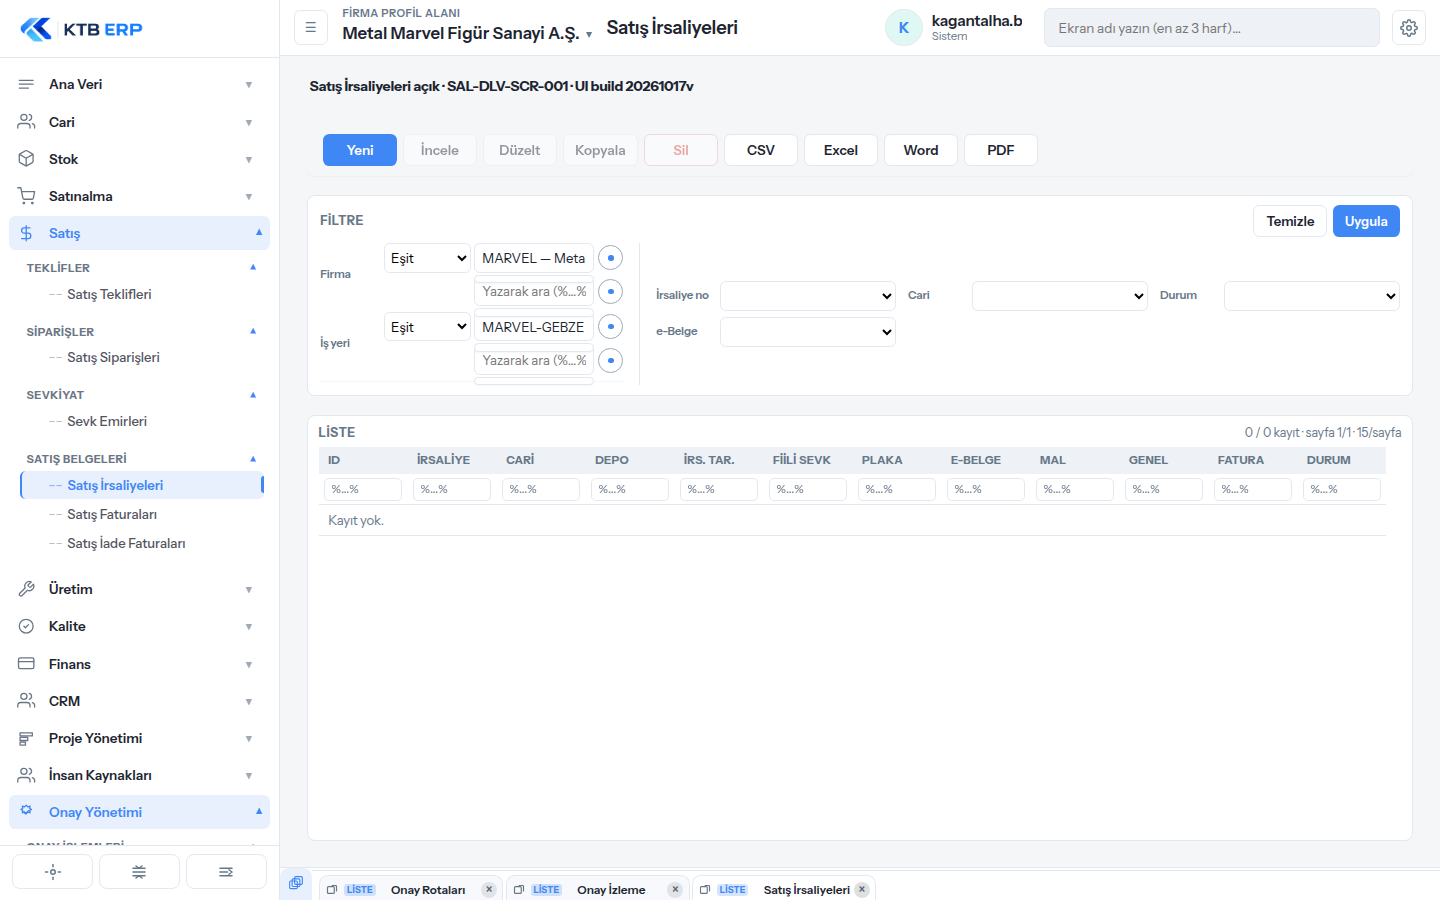 KTB ERP
Ana Veri
Cari
Stok
Satınalma
Satış
TEKLİFLER
Satış Teklifleri
SİPARİŞLER
Satış Siparişleri
SEVKİYAT
Sevk Emirleri
SATIŞ BELGELERİ
Satış İrsaliyeleri
Satış Faturaları
Satış İade Faturaları
Üretim
Kalite
Finans
CRM
Proje Yönetimi
İnsan Kaynakları
Onay Yönetimi
ONAY İŞLEMLERİ
FİRMA PROFİL ALANI
Metal Marvel Figür Sanayi A.Ş. ▾
Satış İrsaliyeleri
K
kagantalha.b
Sistem
Ekran adı yazın (en az 3 harf)...
Satış İrsaliyeleri açık · SAL-DLV-SCR-001 · UI build 20261017v
Yeni İncele Düzelt Kopyala Sil CSV Excel Word PDF
FİLTRE
Temizle Uygula
Firma Eşit MARVEL — Meta
Yazarak ara (%...%
İş yeri Eşit MARVEL-GEBZE
Yazarak ara (%...%
İrsaliye no Cari Durum
e-Belge
LİSTE
0 / 0 kayıt · sayfa 1/1 · 15/sayfa
ID İRSALİYE CARİ DEPO İRS. TAR. FİİLİ SEVK PLAKA E-BELGE MAL GENEL FATURA DURUM
%...% %...% %...% %...% %...% %...% %...% %...% %...% %...% %...% %...%
Kayıt yok.
LİSTE Onay Rotaları ×
LİSTE Onay İzleme ×
LİSTE Satış İrsaliyeleri ×